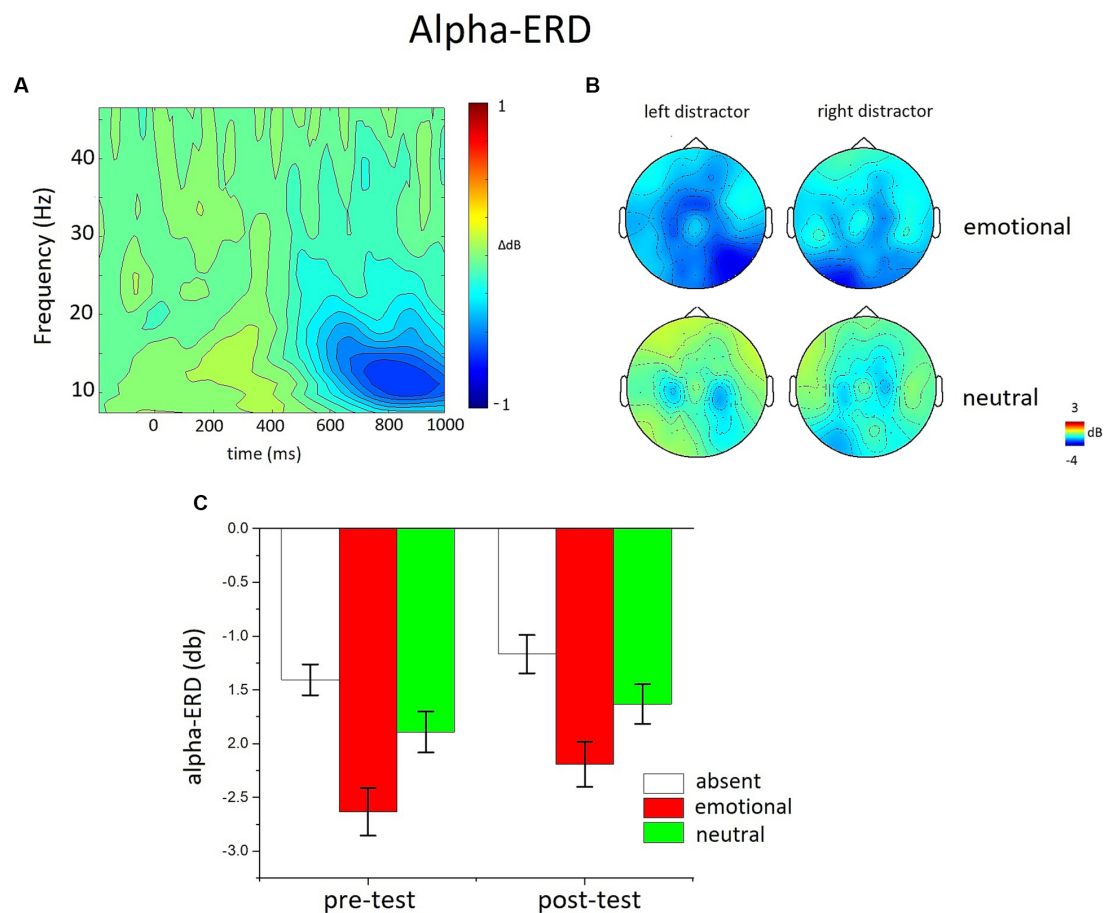 Alpha-ERD
A
B
left distractor
right distractor
1
ΔdB
-1
40
30
20
10
Frequency (Hz)
0
200
400
600
800
1000
time (ms)
emotional
neutral
3
dB
-4
C
0.0
-0.5
-1.0
1.5
2.0
-2.5
-3.0
alpha-ERD (db)
absent
emotional
neutral
pre-test
post-test